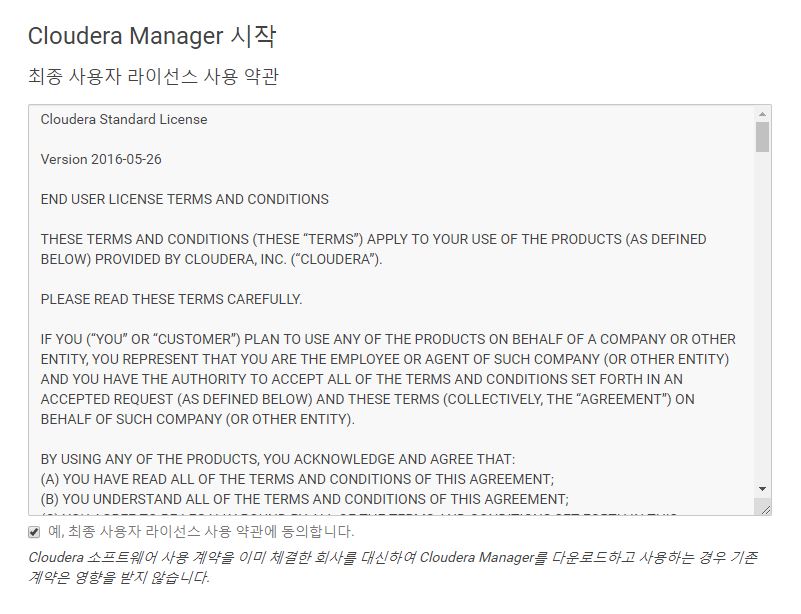 Cloudera Manager 시작
최종 사용자 라이선스 사용 약관
Cloudera Standard License
Version 2016-05-26
END USER LICENSE TERMS AND CONDITIONS
THESE TERMS AND CONDITIONS (THESE “TERMS”) APPLY TO YOUR USE OF THE PRODUCTS (AS DEFINED
BELOW) PROVIDED BY CLOUDERA, INC. (“CLOUDERA”).
PLEASE READ THESE TERMS CAREFULLY.
IF YOU (“YOU” OR “CUSTOMER”) PLAN TO USE ANY OF THE PRODUCTS ON BEHALF OF A COMPANY OR OTHER
ENTITY, YOU REPRESENT THAT YOU ARE THE EMPLOYEE OR AGENT OF SUCH COMPANY (OR OTHER ENTITY)
AND YOU HAVE THE AUTHORITY TO ACCEPT ALL OF THE TERMS AND CONDITIONS SET FORTH IN AN
ACCEPTED REQUEST (AS DEFINED BELOW) AND THESE TERMS (COLLECTIVELY, THE “AGREEMENT”) ON
BEHALF OF SUCH COMPANY (OR OTHER ENTITY).
BY USING ANY OF THE PRODUCTS, YOU ACKNOWLEDGE AND AGREE THAT:
(A) YOU HAVE READ ALL OF THE TERMS AND CONDITIONS OF THIS AGREEMENT;
(B) YOU UNDERSTAND ALL OF THE TERMS AND CONDITIONS OF THIS AGREEMENT;
예, 최종 사용자 라이선스 사용 약관에 동의합니다.
Cloudera 소프트웨어 사용 계약을 이미 체결한 회사를 대신하여 Cloudera Manager를 다운로드하고 사용하는 경우 기존
계약은 영향을 받지 않습니다.